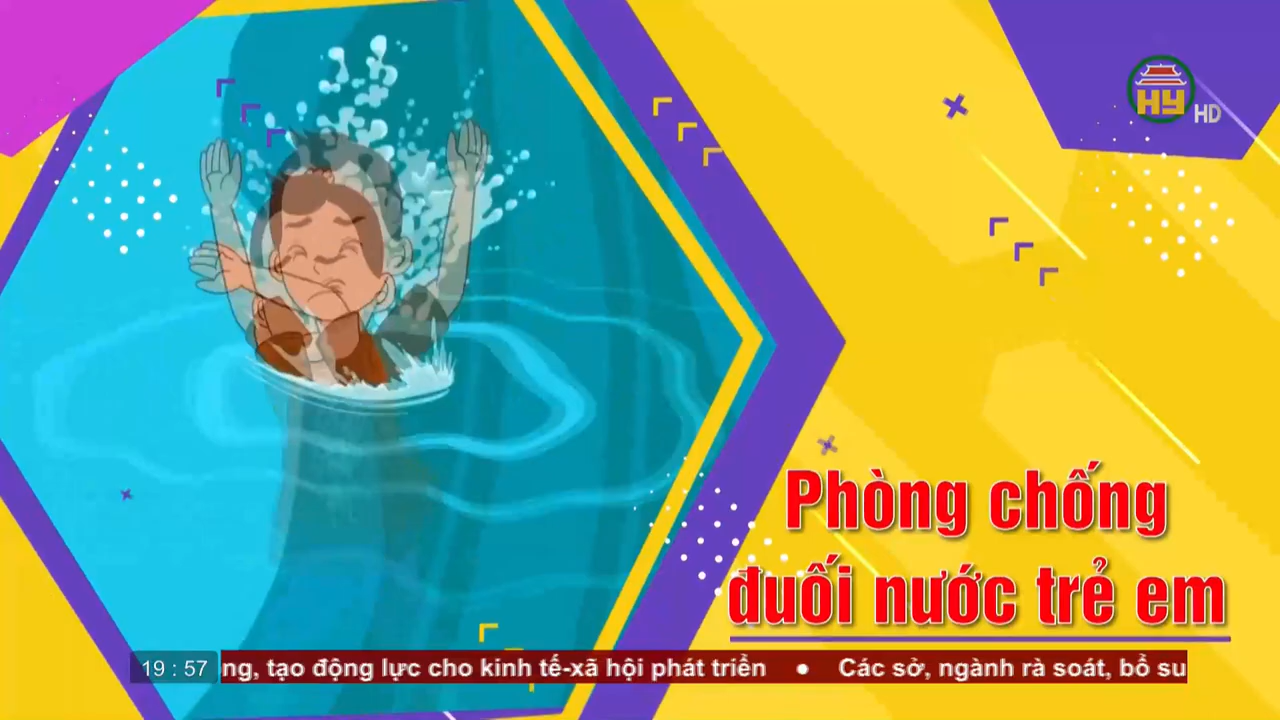 HY HD
Phòng chống
đuối nước trẻ em
19 : 57 ng, tạo động lực cho kinh tế-xã hội phát triển • Các sở, ngành rà soát, bổ su